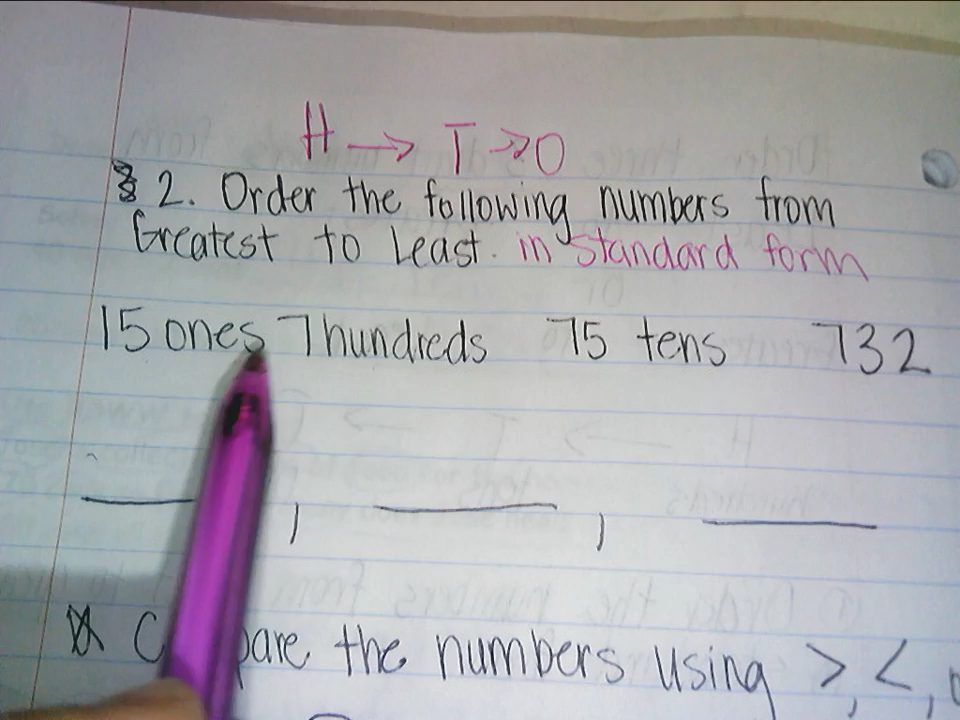 H → T → O
2. Order the following numbers from
Greatest to Least. in standard form
15 ones 7 hundreds 75 tens 732
, ,
the numbers using >, <,